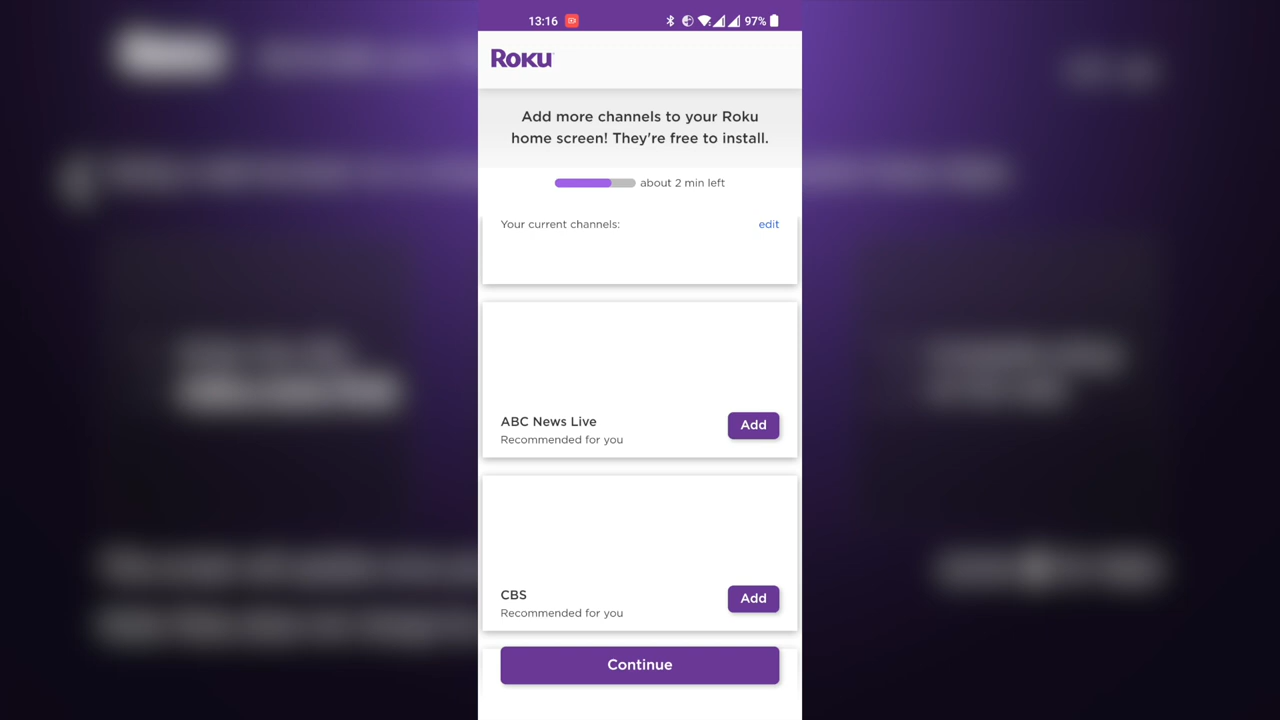 13:16
97%
Roku
Add more channels to your Roku
home screen! They're free to install.
about 2 min left
Your current channels:
edit
ABC News Live
Recommended for you
Add
CBS
Recommended for you
Add
Continue